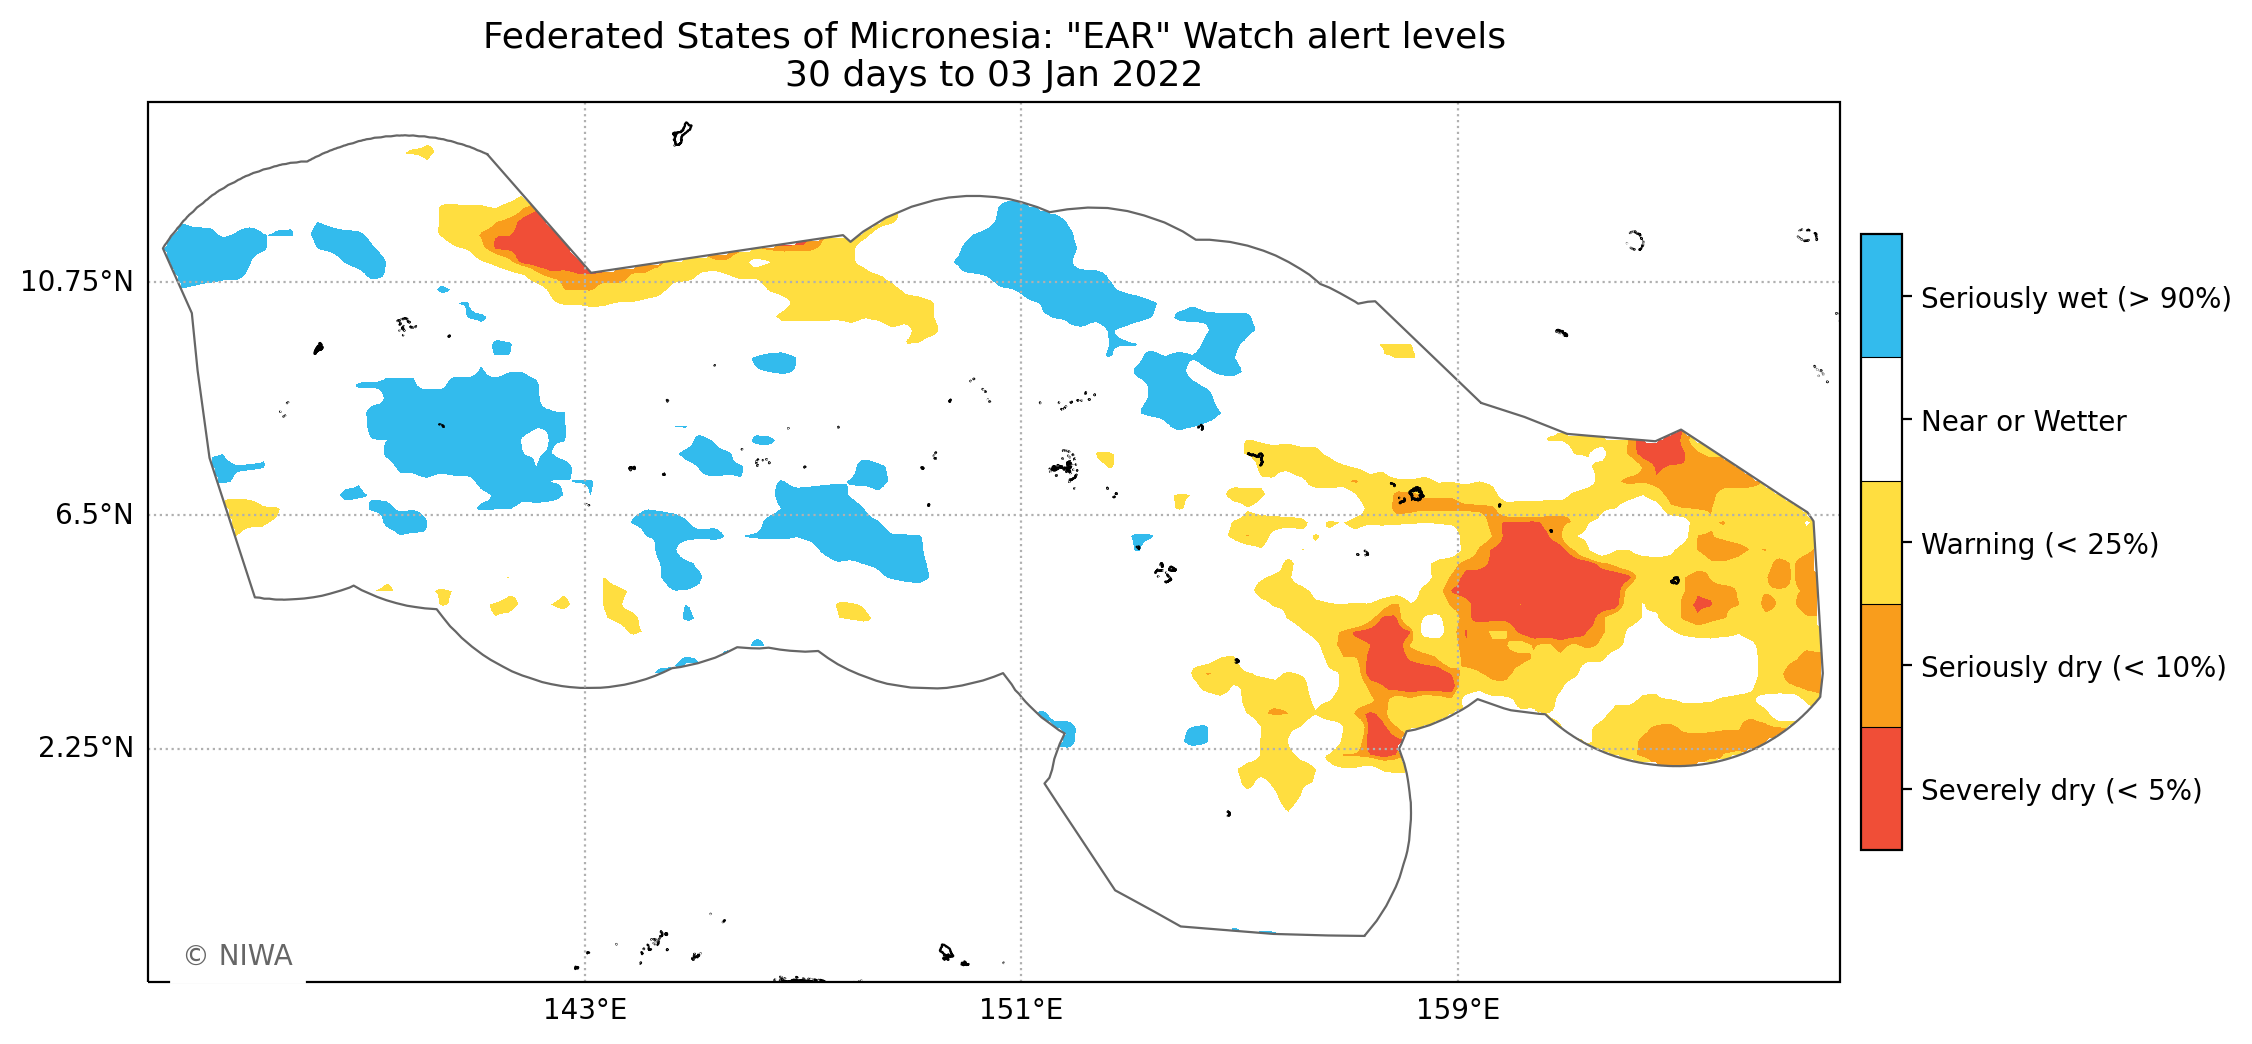 Federated States of Micronesia: "EAR" Watch alert levels
30 days to 03 Jan 2022
10.75°N
6.5°N
2.25°N
143°E
151°E
159°E
© NIWA
Seriously wet (> 90%)
Near or Wetter
Warning (< 25%)
Seriously dry (< 10%)
Severely dry (< 5%)